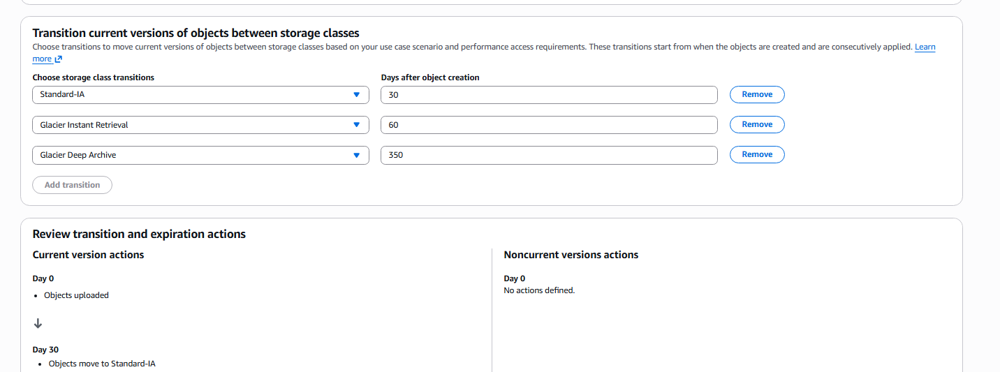 Transition current versions of objects between storage classes
Choose transitions to move current versions of objects between storage classes based on your use case scenario and performance access requirements. These transitions start from when the objects are created and are consecutively applied. Learn
more
Choose storage class transitions
Days after object creation
Standard-IA
30
Remove
Glacier Instant Retrieval
60
Remove
Glacier Deep Archive
350
Remove
Add transition
Review transition and expiration actions
Current version actions
Day 0
Objects uploaded
Day 30
Objects move to Standard-IA
Noncurrent versions actions
Day 0
No actions defined.